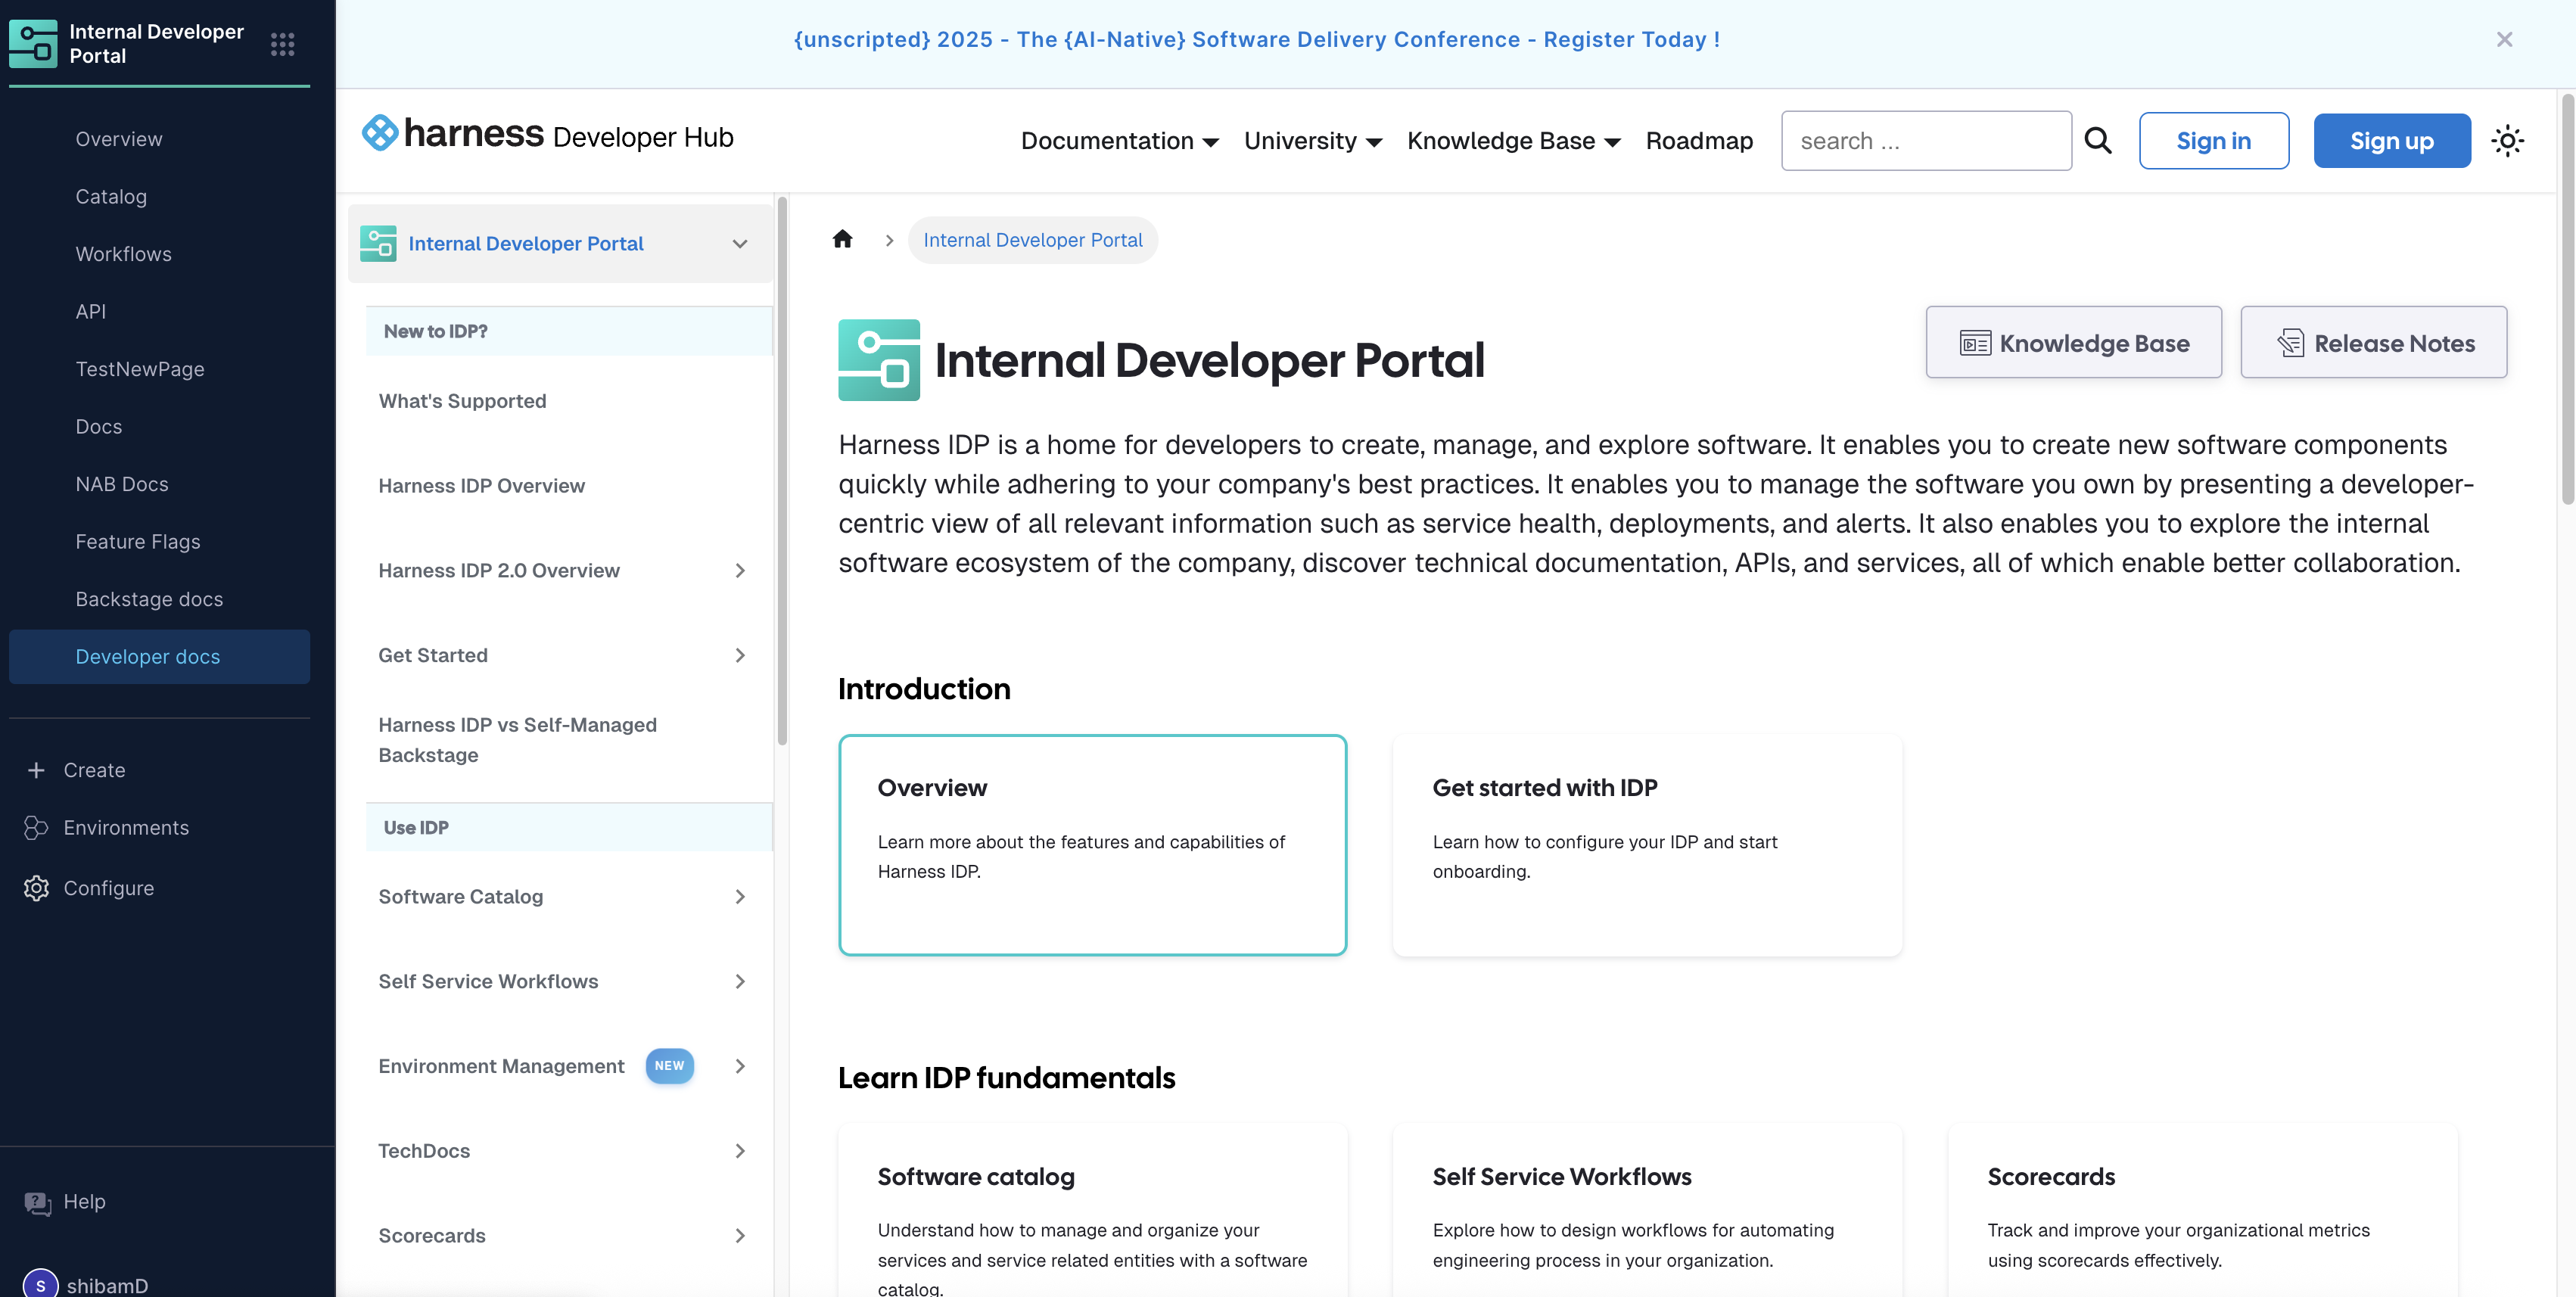 Internal Developer
Portal
Overview
Catalog
Workflows
API
TestNewPage
Docs
NAB Docs
Feature Flags
Backstage docs
Developer docs
Create
Environments
Configure
Help
S shibamD
{unscripted} 2025 - The {AI-Native} Software Delivery Conference - Register Today !
harness Developer Hub
Documentation University Knowledge Base Roadmap search ... Sign in Sign up
Internal Developer Portal
New to IDP?
What's Supported
Harness IDP Overview
Harness IDP 2.0 Overview
Get Started
Harness IDP vs Self-Managed
Backstage
Use IDP
Software Catalog
Self Service Workflows
Environment Management NEW
TechDocs
Scorecards
Internal Developer Portal
Internal Developer Portal
Knowledge Base Release Notes
Harness IDP is a home for developers to create, manage, and explore software. It enables you to create new software components
quickly while adhering to your company's best practices. It enables you to manage the software you own by presenting a developer-
centric view of all relevant information such as service health, deployments, and alerts. It also enables you to explore the internal
software ecosystem of the company, discover technical documentation, APIs, and services, all of which enable better collaboration.
Introduction
Overview
Learn more about the features and capabilities of
Harness IDP.
Get started with IDP
Learn how to configure your IDP and start
onboarding.
Learn IDP fundamentals
Software catalog
Understand how to manage and organize your
services and service related entities with a software
catalog.
Self Service Workflows
Explore how to design workflows for automating
engineering process in your organization.
Scorecards
Track and improve your organizational metrics
using scorecards effectively.